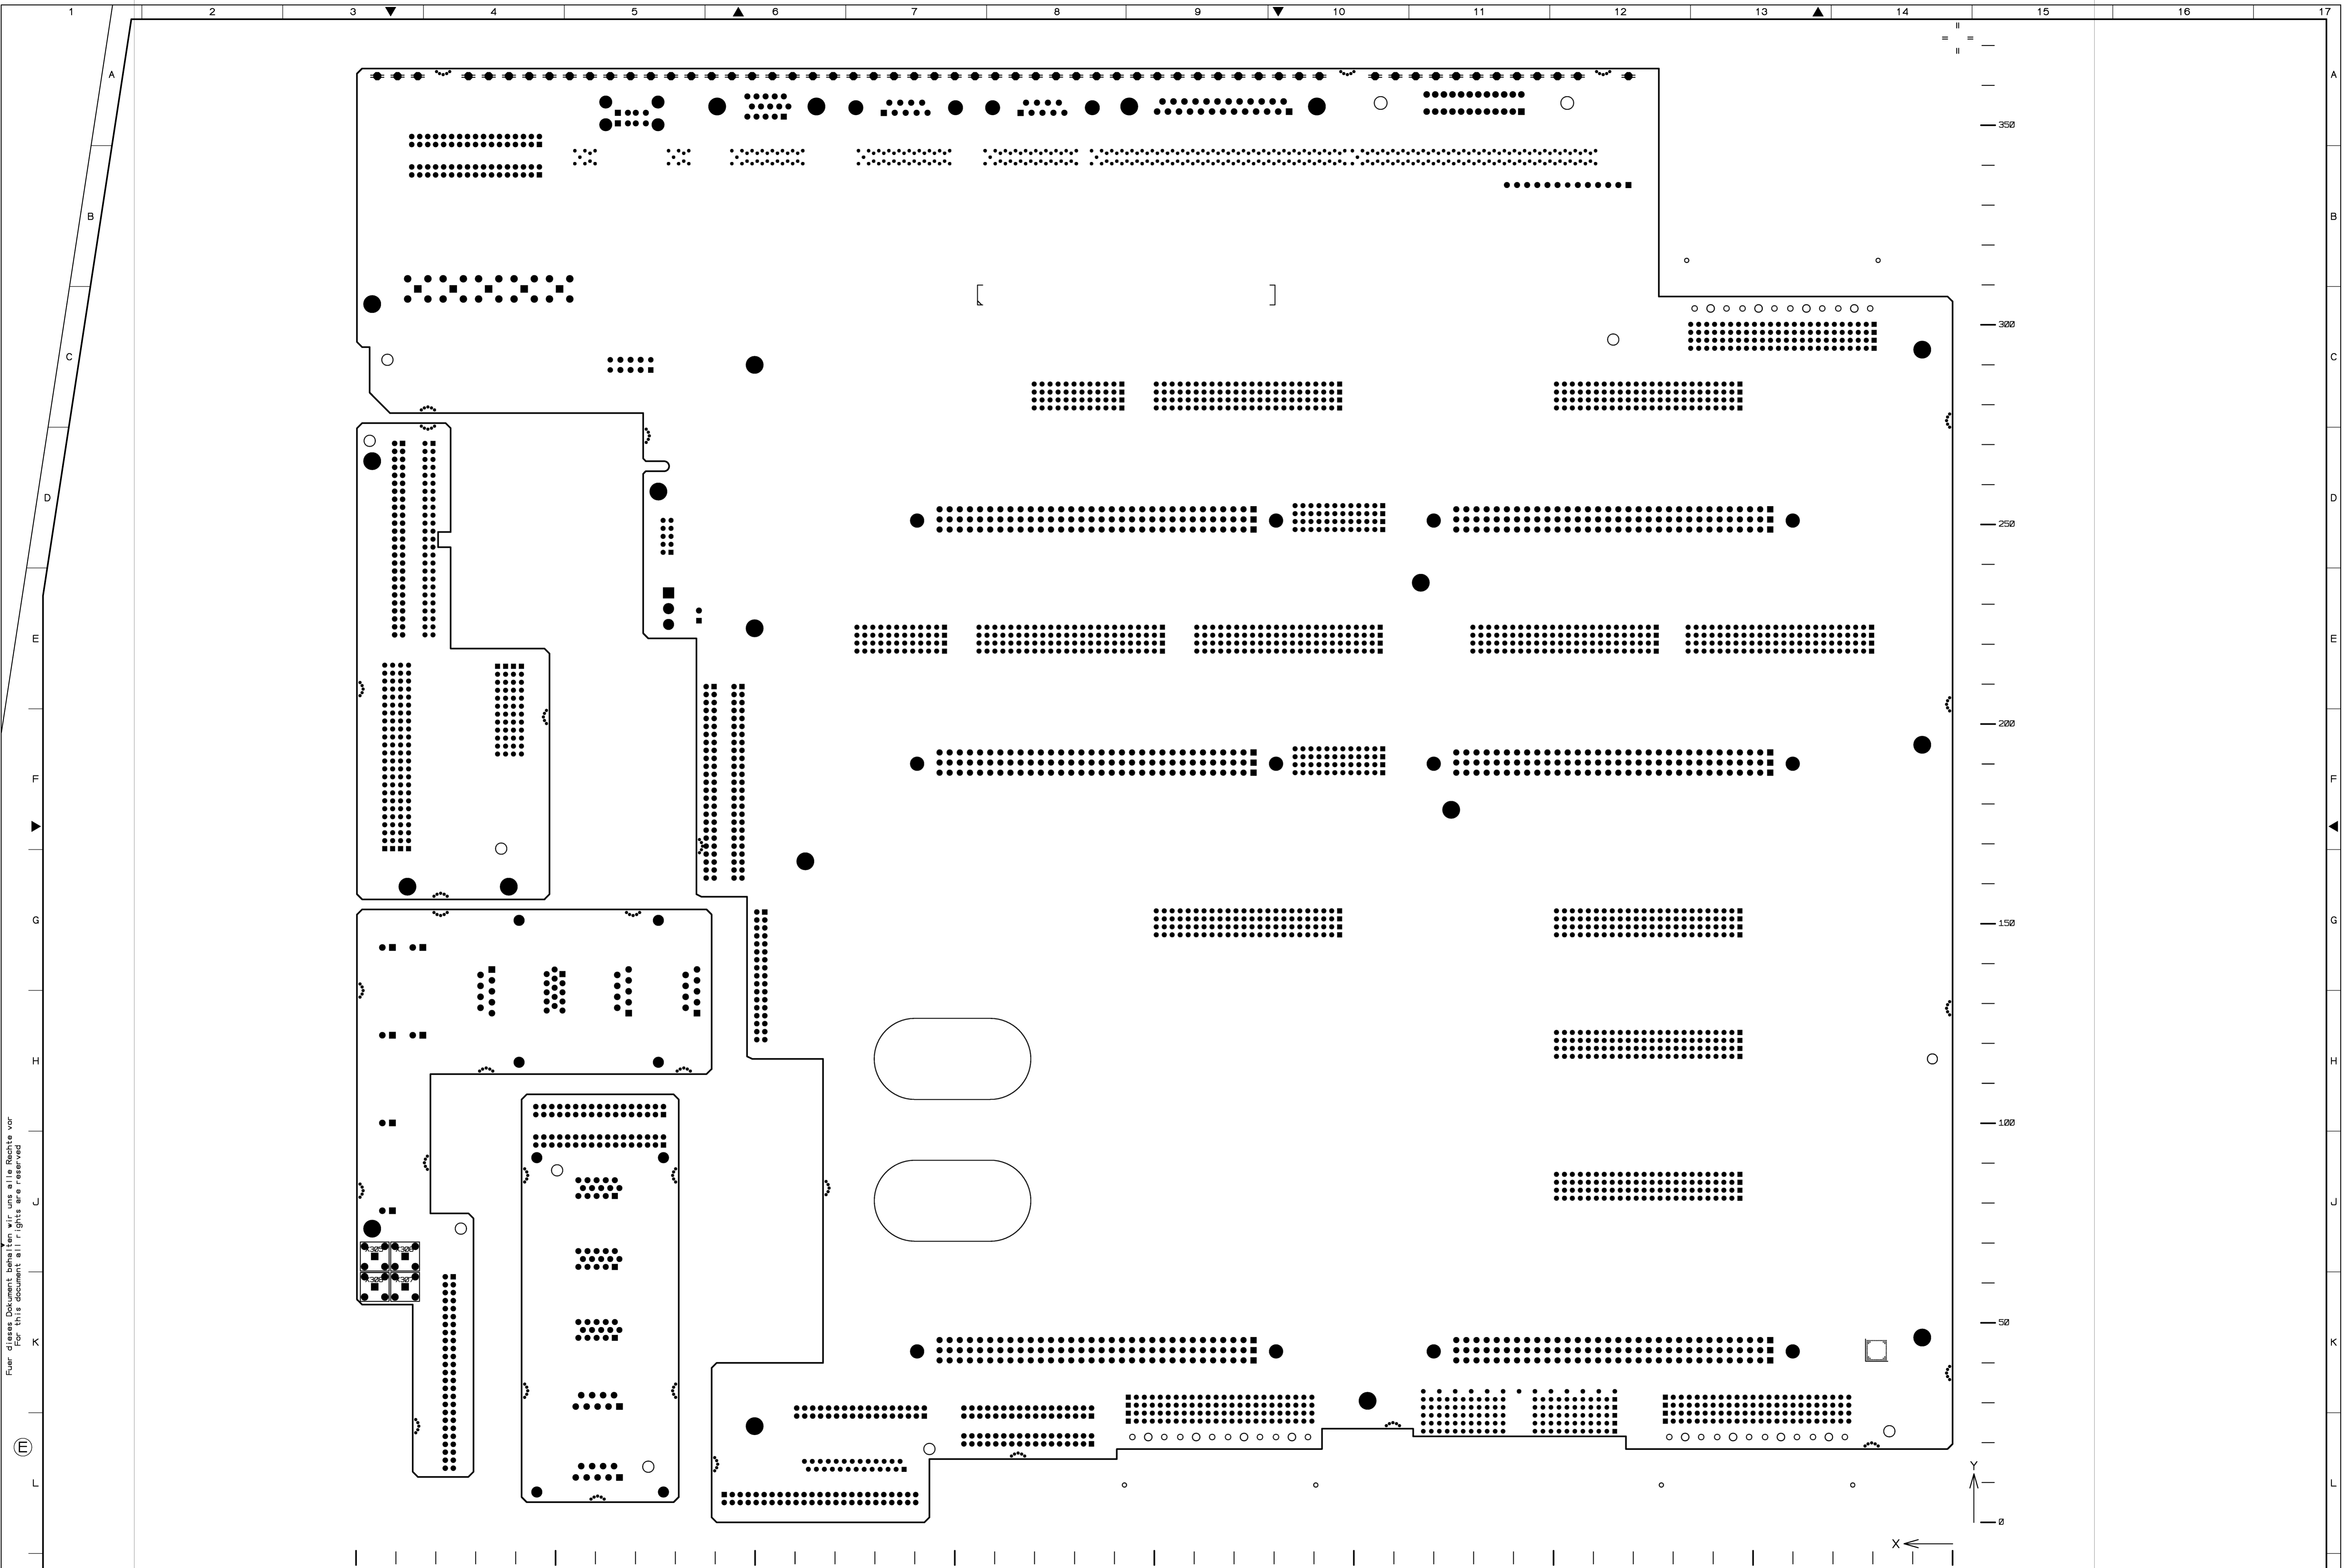 1 2 3 4 5 6 7 8 9 10 11 12 13 14 15 16 17
A A
B B
C C
D D
E E
F F
G G
H H
J J
K K
L L
350
300
250
200
150
100
50
0
Y
X
X306
X307
Fuer dieses Dokument behalten wir uns alle Rechte vor
For this document all rights are reserved
E